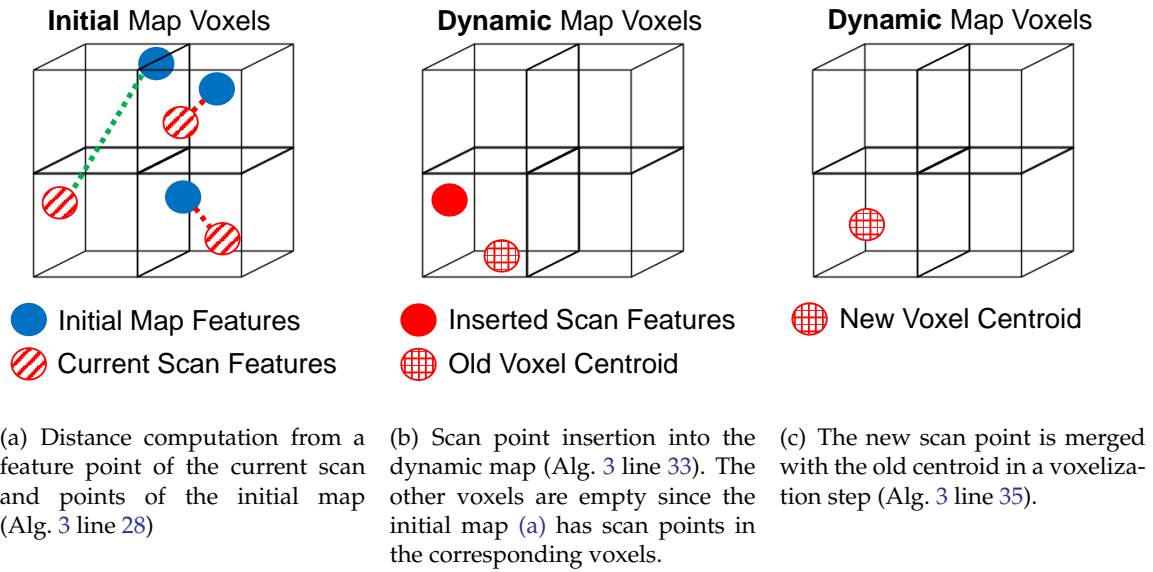 Initial Map Voxels
Initial Map Features
Current Scan Features
(a) Distance computation from a
feature point of the current scan
and points of the initial map
(Alg. 3 line 28)
Dynamic Map Voxels
Inserted Scan Features
Old Voxel Centroid
(b) Scan point insertion into the
dynamic map (Alg. 3 line 33). The
other voxels are empty since the
initial map (a) has scan points in
the corresponding voxels.
Dynamic Map Voxels
New Voxel Centroid
(c) The new scan point is merged
with the old centroid in a voxeliza-
tion step (Alg. 3 line 35).